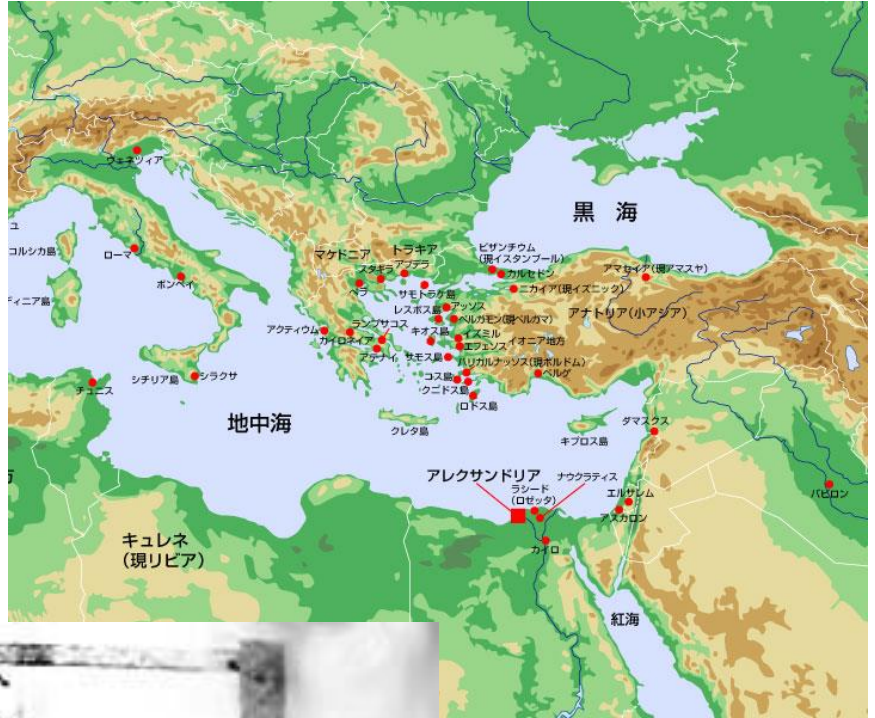 ヴェネツィア
黒 海
ュ
コルシカ島
ローマ
マケドニア
トラキア
ビザンチウム
(現イスタンブール)
カルセドン
アマセイア(現アマスヤ)
スタギラ
アブデラ
ポンペイ
ペラ
サモトラケ島
ニカイア(現イズニック)
ィニア島
アッソス
レスボス島
ペルガモン(現ベルガマ)
アナトリア(小アジア)
アクティウム
ランプサコス
キオス島
イズミル
カイロネイア
エフェソス
イオニア地方
アテナイ
サモス島
ハリカルナッソス(現ボルドム)
シチリア島
シラクサ
コス島
ペルゲ
チュニス
クニドス島
ロドス島
地中海
クレタ島
キプロス島
ダマスクス
アレクサンドリア
ナウクラティス
ラシード
(ロゼッタ)
エルサレム
バビロン
アスカロン
方
キュレネ
(現リビア)
カイロ
紅海